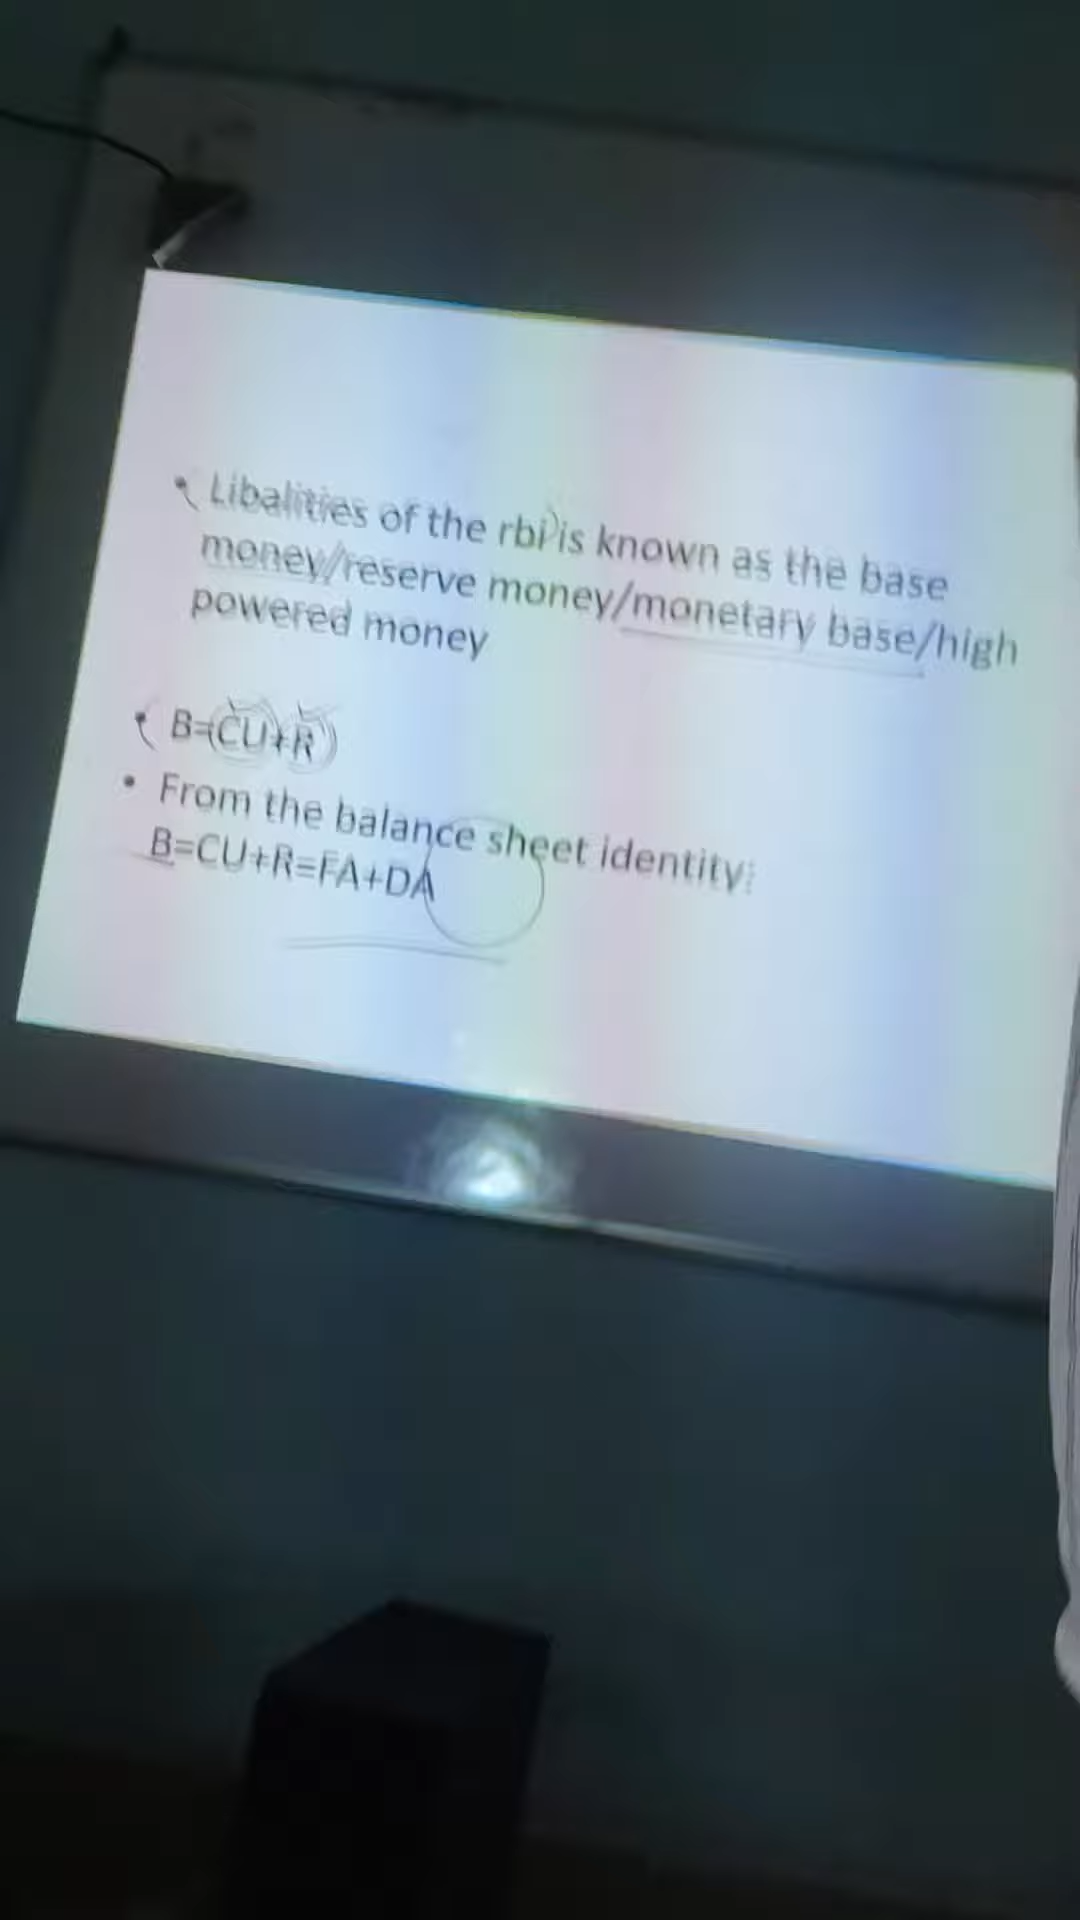 • Libalities of the rbi is known as the base
money/reserve money/monetary base/high
powered money
• B=CU+R
• From the balance sheet identity:
B=CU+R=FA+DA